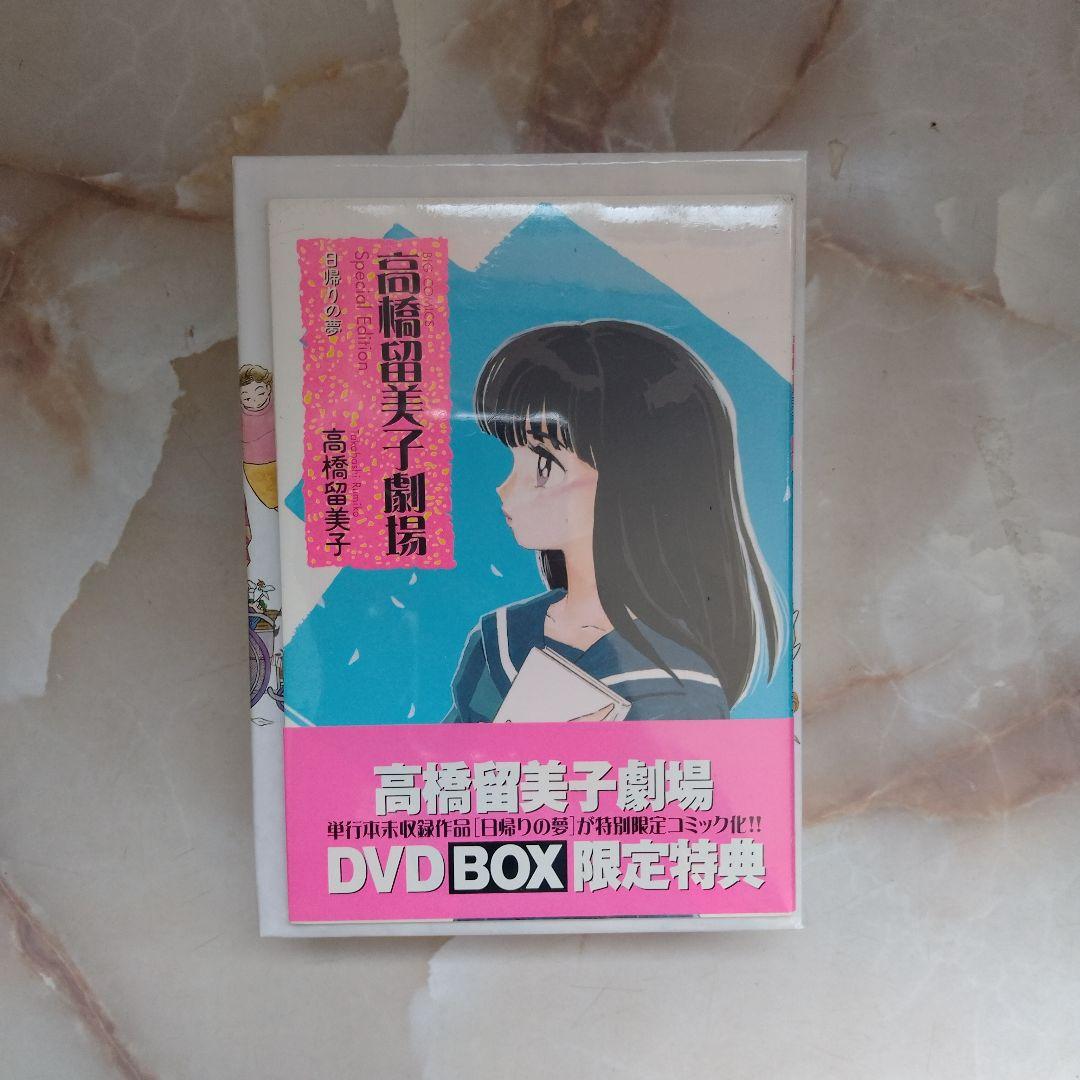 BIG COMICS
高橋留美子劇場
Special Edition
日帰りの夢
Takahashi Rumiko
高橋留美子
高橋留美子劇場
単行本未収録作品[日帰りの夢]が特別限定コミック化!!
DVD BOX 限定特典